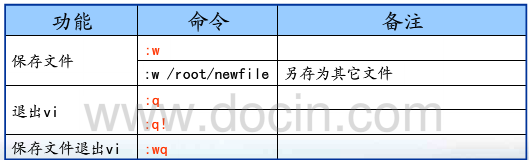 功能 命令 备注
保存文件 :w
:w /root/newfile 另存为其它文件
退出vi :q
:q!
保存文件退出vi :wq
www.docin.com